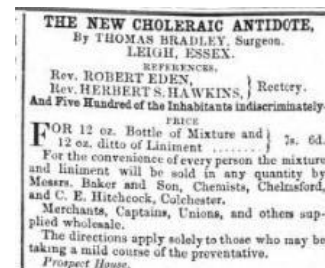 THE NEW CHOLERAIC ANTIDOTE,
By THOMAS BRADLEY, Surgeon.
LEIGH, ESSEX.
REFERENCES.
Rev. ROBERT EDEN,
Rev. HERBERT S. HAWKINS, } Rectory.
And Five Hundred of the Inhabitants indiscriminately
PRICE
FOR 12 oz. Bottle of Mixture and
12 oz. ditto of Liniment ....... } 7s. 6d.
For the convenience of every person the mixture
and liniment will be sold in any quantity by
Messrs. Baker and Son, Chemists, Chelmsford,
and C. E. Hitchcock, Colchester.
Merchants, Captains, Unions, and others sup-
plied wholesale.
The directions apply solely to those who may be
taking a mild course of the preventative.
Prospect House.